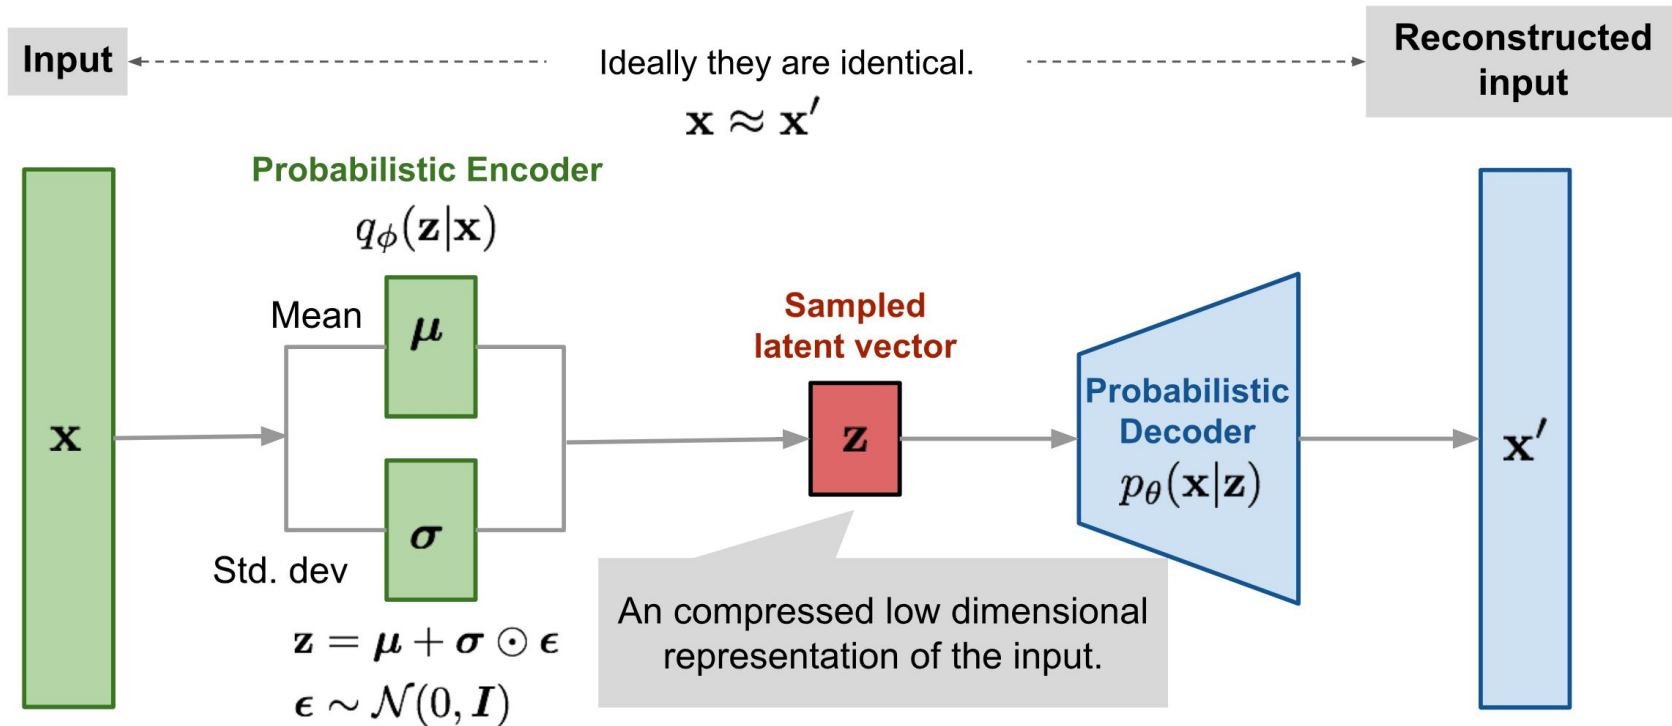 Input
Ideally they are identical.
x ≈ x′
Reconstructed
input
Probabilistic Encoder
qϕ(z|x)
Mean
μ
x
σ
Std. dev
z = μ + σ ⊙ ϵ
ϵ ∼ 𝒩(0, I)
Sampled
latent vector
z
An compressed low dimensional
representation of the input.
Probabilistic
Decoder
pθ(x|z)
x′